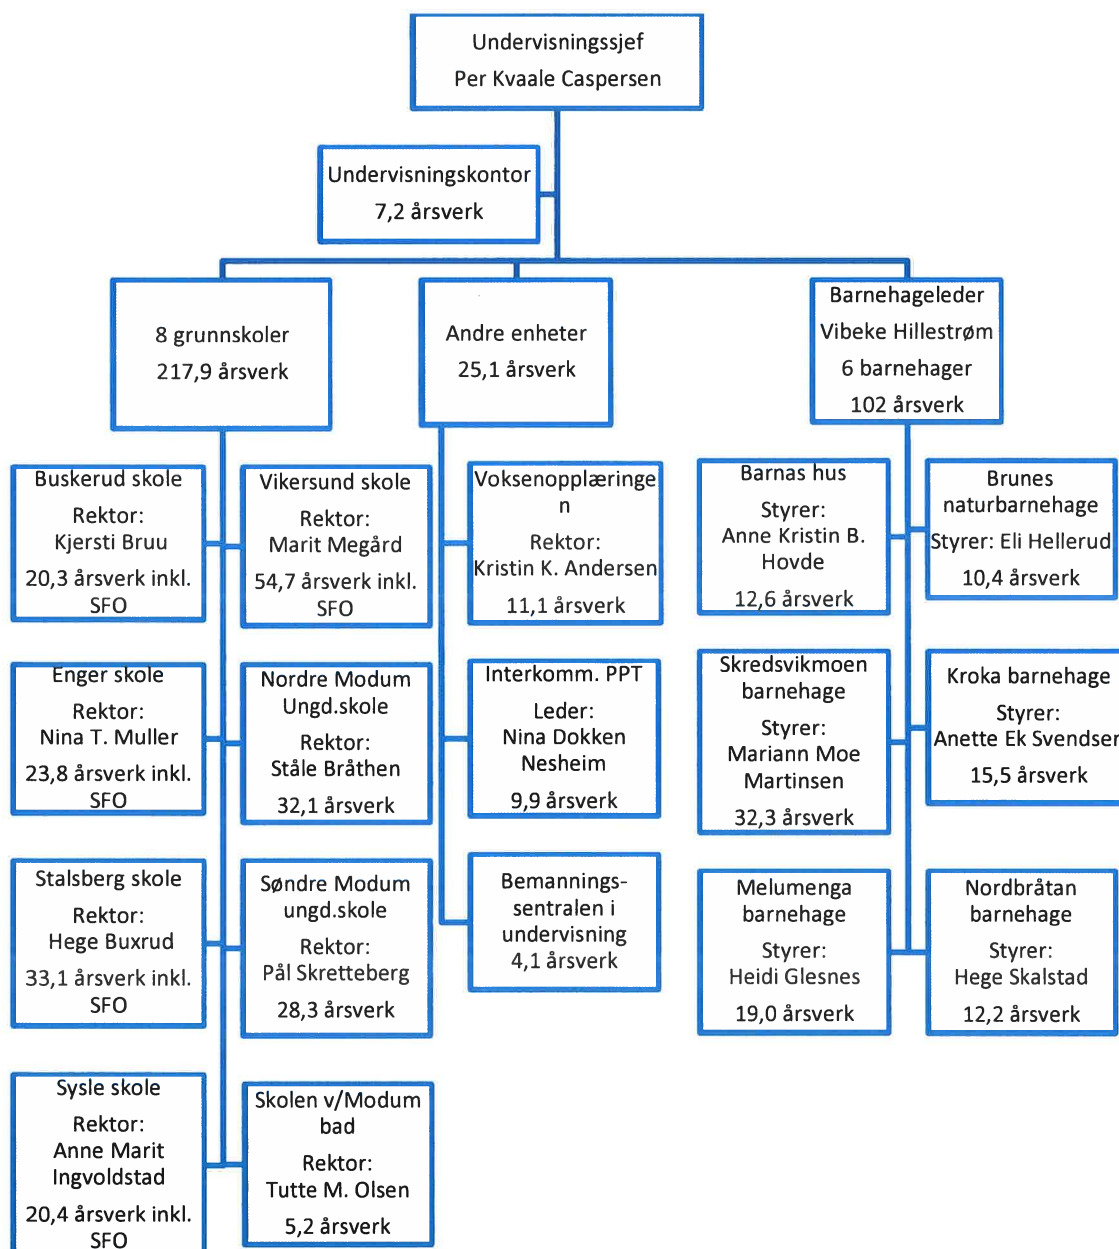 Undervisningssjef
Per Kvaale Caspersen
Undervisningskontor
7,2 årsverk
8 grunnskoler
217,9 årsverk
Andre enheter
25,1 årsverk
Barnehageleder
Vibeke Hillestrøm
6 barnehager
102 årsverk
Buskerud skole
Rektor:
Kjersti Bruu
20,3 årsverk inkl.
SFO
Vikersund skole
Rektor:
Marit Megård
54,7 årsverk inkl.
SFO
Voksenopplæringe
n
Rektor:
Kristin K. Andersen
11,1 årsverk
Barnas hus
Styrer:
Anne Kristin B.
Hovde
12,6 årsverk
Brunes
naturbarnehage
Styrer: Eli Hellerud
10,4 årsverk
Enger skole
Rektor:
Nina T. Muller
23,8 årsverk inkl.
SFO
Nordre Modum
Ungd.skole
Rektor:
Ståle Bråthen
32,1 årsverk
Interkomm. PPT
Leder:
Nina Dokken
Nesheim
9,9 årsverk
Skredsvikmoen
barnehage
Styrer:
Mariann Moe
Martinsen
32,3 årsverk
Kroka barnehage
Styrer:
Anette Ek Svendsen
15,5 årsverk
Stalsberg skole
Rektor:
Hege Buxrud
33,1 årsverk inkl.
SFO
Søndre Modum
ungd.skole
Rektor:
Pål Skretteberg
28,3 årsverk
Bemannings-
sentralen i
undervisning
4,1 årsverk
Melumenga
barnehage
Styrer:
Heidi Glesnes
19,0 årsverk
Nordbråtan
barnehage
Styrer:
Hege Skalstad
12,2 årsverk
Sysle skole
Rektor:
Anne Marit
Ingvoldstad
20,4 årsverk inkl.
SFO
Skolen v/Modum
bad
Rektor:
Tutte M. Olsen
5,2 årsverk